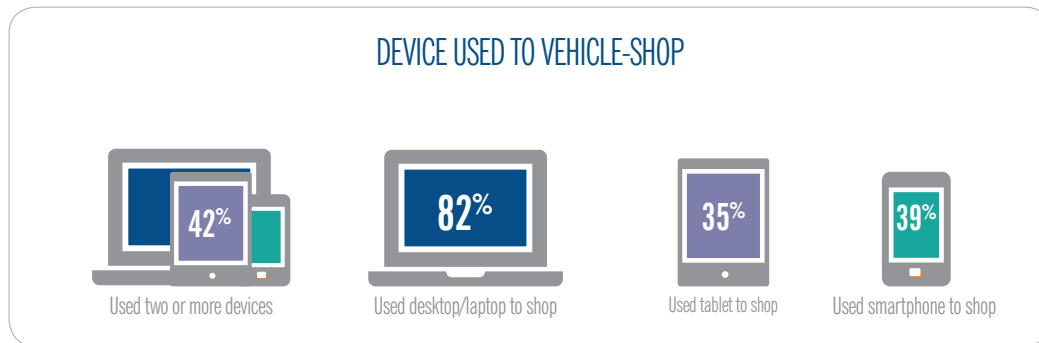 DEVICE USED TO VEHICLE-SHOP
42%
82%
35%
39%
Used two or more devices
Used desktop/laptop to shop
Used tablet to shop
Used smartphone to shop